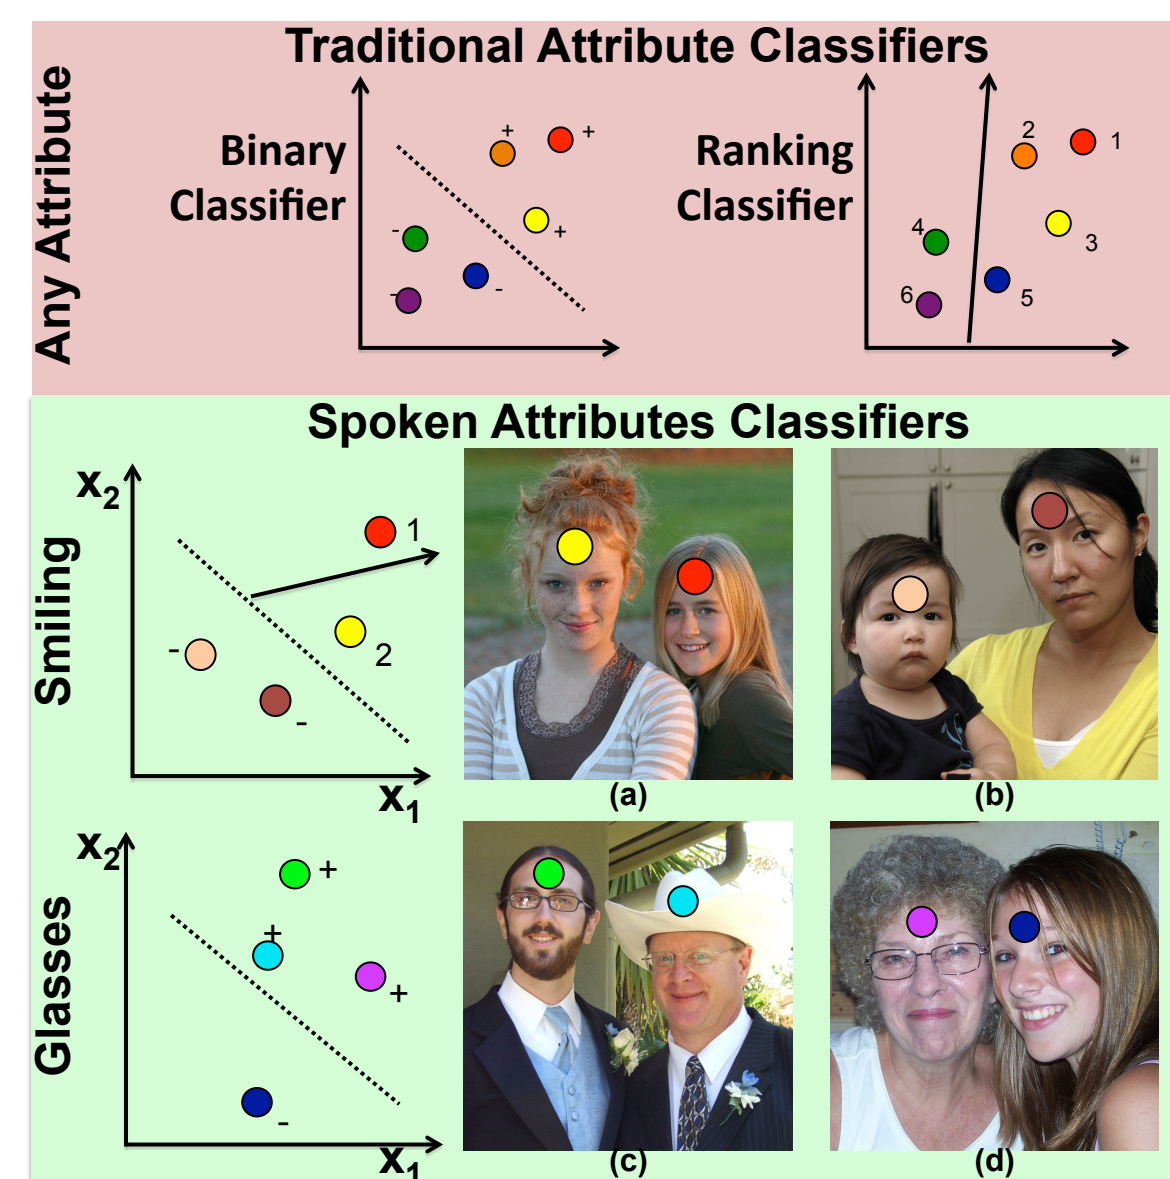 Traditional Attribute Classifiers
Any Attribute
Binary
Classifier
+
+
+
-
-
-
Ranking
Classifier
2
1
3
4
5
6
Spoken Attributes Classifiers
Smiling
x2
1
2
-
-
x1
(a)
(b)
Glasses
x2
+
+
+
-
x1
(c)
(d)